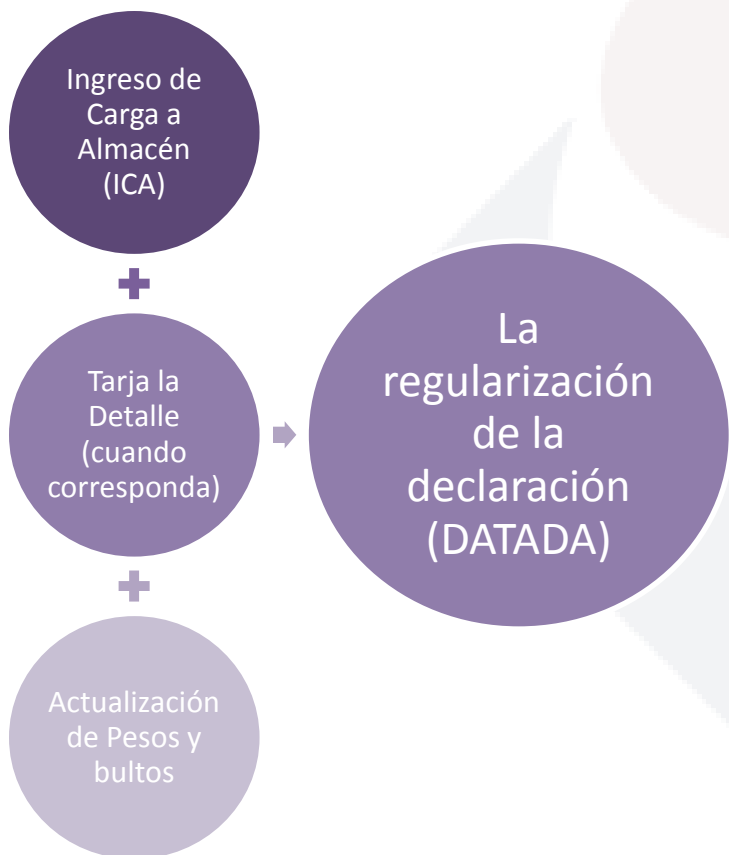 Ingreso de
Carga a
Almacén
(ICA)
Tarja la
Detalle
(cuando
corresponda)
Actualización
de Pesos y
bultos
La
regularización
de la
declaración
(DATADA)